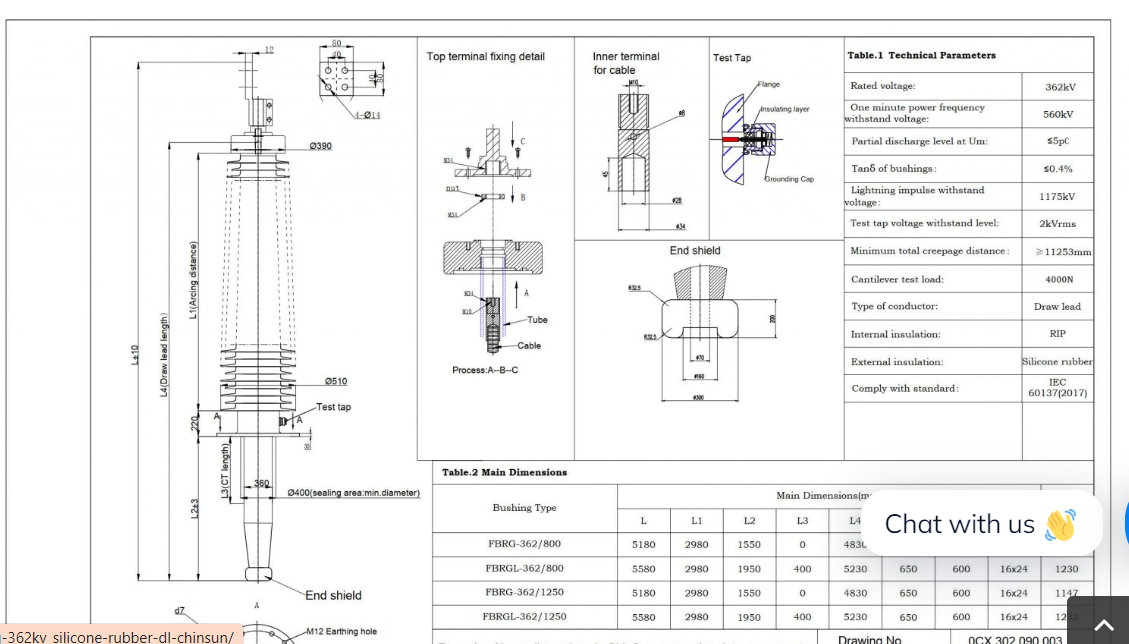 12
80
40
40
80
4-Ø14
Ø390
L1(Arcing distance)
L4(Draw lead length)
L±10
Ø510
Test tap
A
A
220
L3(CT length)
360
Ø400(sealing area:min.diameter)
L2±3
End shield
d7
A
M12 Earthing hole
Top terminal fixing detail
C
nut
B
A
Tube
Cable
Process:A--B--C
Inner terminal
for cable
M10
45
Test Tap
Flange
Insulating layer
Grounding Cap
End shield
R32.5
R32.5
Table.1 Technical Parameters
Rated voltage: 362kV
One minute power frequency
withstand voltage: 560kV
Partial discharge level at Um: ≤5pC
Tanδ of bushings: ≤0.4%
Lightning impulse withstand
voltage: 1175kV
Test tap voltage withstand level: 2kVrms
Minimum total creepage distance: ≥11253mm
Cantilever test load: 4000N
Type of conductor: Draw lead
Internal insulation: RIP
External insulation: Silicone rubber
Comply with standard: IEC
60137(2017)
Table.2 Main Dimensions
Bushing Type
Main Dimensions(m
L L1 L2 L3 L4
FBRG-362/800 5180 2980 1550 0 4830
FBRGL-362/800 5580 2980 1950 400 5230 650 600 16x24 1230
FBRG-362/1250 5180 2980 1550 0 4830 650 600 16x24 1147
FBRGL-362/1250 5580 2980 1950 400 5230 650 600 16x24
Drawing No. 0CX.302.090.003
Chat with us 👋
-362kv_silicone-rubber-dl-chinsun/